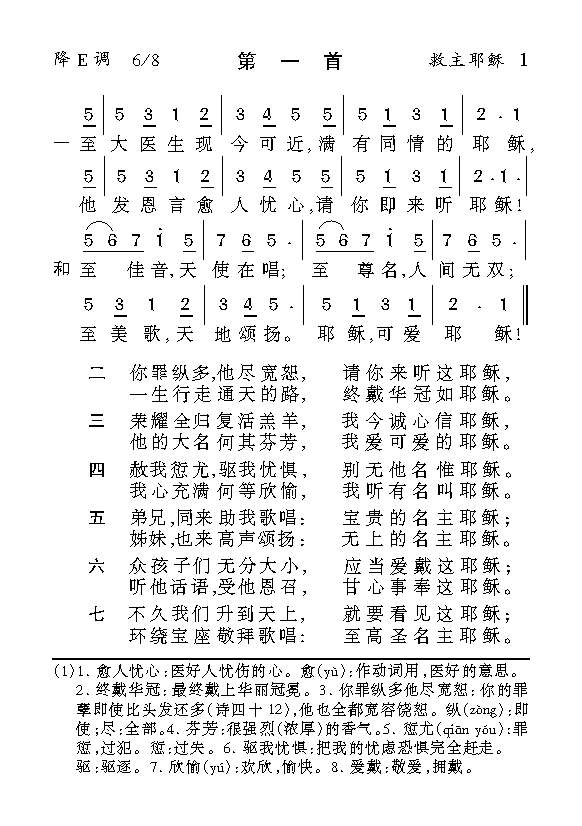 降E调 6/8 第一首 救主耶稣 1
5 | 5 3 1 2 | 3 4 5 5 | 5 1 3 1 | 2 · 1
一至大医生现今可近,满有同情的耶稣,
5 | 5 3 1 2 | 3 4 5 5 | 5 1 3 1 | 2 · 1 ·
他发恩言愈人忧心,请你即来听耶稣!
5 6 7 1 5 | 7 6 5 · | 5 6 7 1 5 | 7 6 5 ·
和至佳音,天使在唱; 至尊名,人间无双;
5 3 1 2 | 3 4 5 · | 5 1 3 1 | 2 · 1
至美歌,天地颂扬。耶稣,可爱耶稣!
二 你罪纵多,他尽宽恕, 请你来听这耶稣,
一生行走通天的路, 终戴华冠如耶稣。
三 荣耀全归复活羔羊, 我今诚心信耶稣,
他的大名何其芬芳, 我爱可爱的耶稣。
四 赦我愆尤,驱我忧惧, 别无他名惟耶稣。
我心充满何等欣愉, 我听有名叫耶稣。
五 弟兄,同来助我歌唱: 宝贵的名主耶稣;
姊妹,也来高声颂扬: 无上的名主耶稣。
六 众孩子们无分大小, 应当爱戴这耶稣;
听他话语,受他恩召, 甘心事奉这耶稣。
七 不久我们升到天上, 就要看见这耶稣。
环绕宝座敬拜歌唱: 至高圣名主耶稣。
(1)1. 愈人忧心:医好人忧伤的心。愈(yù):作动词用,医好的意思。
2. 终戴华冠:最终戴上华丽冠冕。3. 你罪纵多他尽宽恕:你的罪
孽即使比头发还多(诗四十12),他也全都宽容饶恕。纵(zòng):即
使;尽:全部。4. 芬芳:很强烈(浓厚)的香气。5. 愆尤(qiān yóu):罪
愆,过犯。愆:过失。6. 驱我忧惧:把我的忧虑恐惧完全赶走。
驱:驱逐。7. 欣愉(yú):欢欣,愉快。8. 爱戴:敬爱,拥戴。